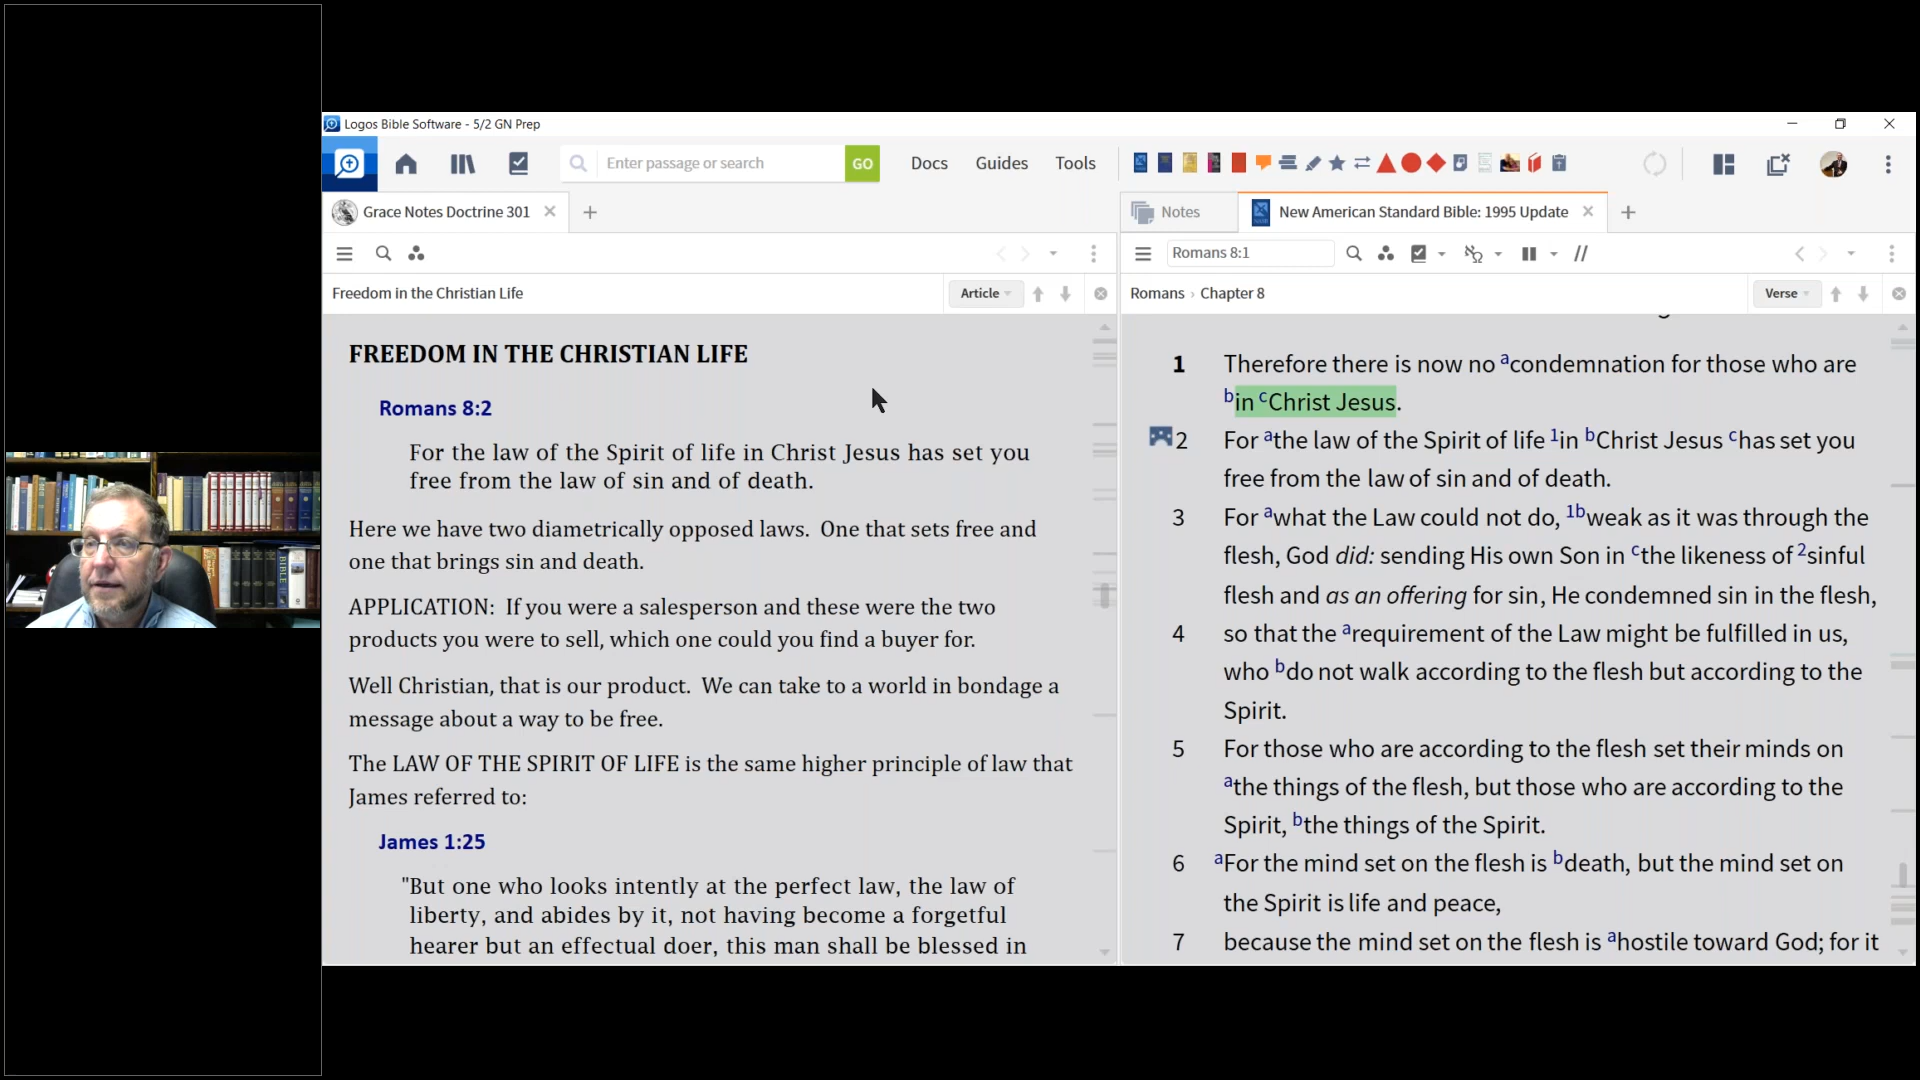 Logos Bible Software - 5/2 GN Prep
Enter passage or search
GO
Docs
Guides
Tools
Grace Notes Doctrine 301
Freedom in the Christian Life
Article
FREEDOM IN THE CHRISTIAN LIFE
Romans 8:2
For the law of the Spirit of life in Christ Jesus has set you
free from the law of sin and of death.
Here we have two diametrically opposed laws.  One that sets free and
one that brings sin and death.
APPLICATION:  If you were a salesperson and these were the two
products you were to sell, which one could you find a buyer for.
Well Christian, that is our product.  We can take to a world in bondage a
message about a way to be free.
The LAW OF THE SPIRIT OF LIFE is the same higher principle of law that
James referred to:
James 1:25
"But one who looks intently at the perfect law, the law of
liberty, and abides by it, not having become a forgetful
hearer but an effectual doer, this man shall be blessed in
Notes
New American Standard Bible: 1995 Update
Romans 8:1
Romans › Chapter 8
Verse
1 Therefore there is now no acondemnation for those who are
bin cChrist Jesus.
2 For athe law of the Spirit of life 1in bChrist Jesus chas set you
free from the law of sin and of death.
3 For awhat the Law could not do, 1bweak as it was through the
flesh, God did: sending His own Son in cthe likeness of 2sinful
flesh and as an offering for sin, He condemned sin in the flesh,
4 so that the arequirement of the Law might be fulfilled in us,
who bdo not walk according to the flesh but according to the
Spirit.
5 For those who are according to the flesh set their minds on
athe things of the flesh, but those who are according to the
Spirit, bthe things of the Spirit.
6 aFor the mind set on the flesh is bdeath, but the mind set on
the Spirit is life and peace,
7 because the mind set on the flesh is ahostile toward God; for it
BIBLE